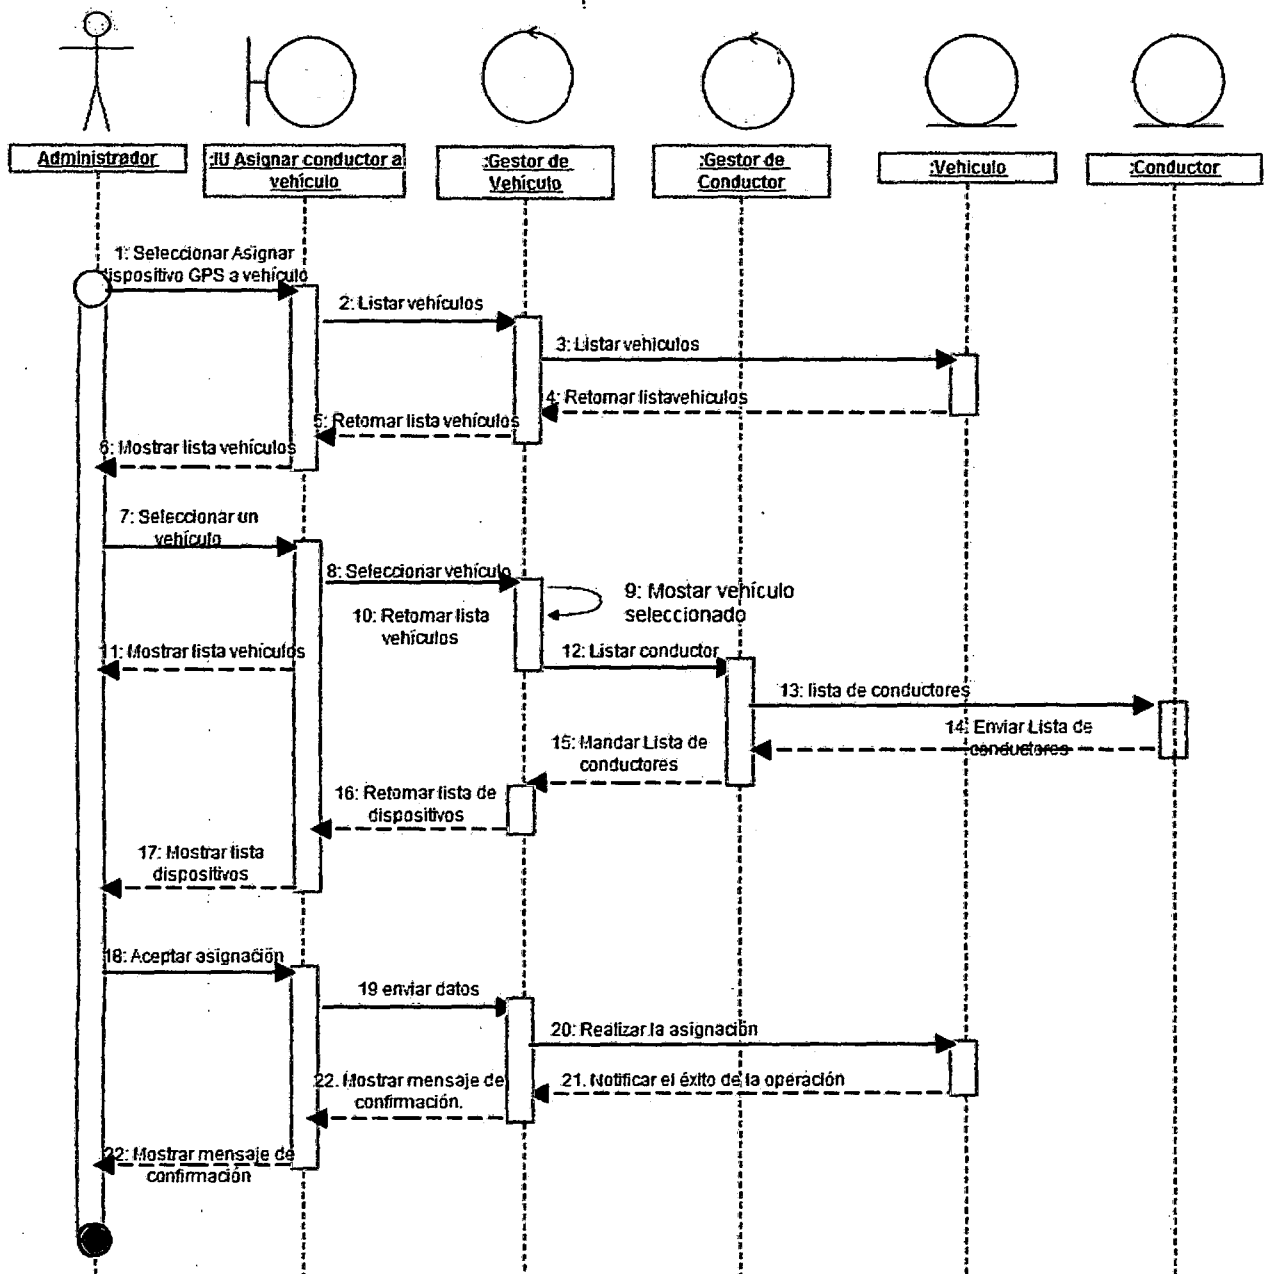 Administrador
:IU Asignar conductor a
vehículo
:Gestor de
Vehículo
:Gestor de
Conductor
:Vehiculo
:Conductor
1: Seleccionar Asignar
dispositivo GPS a vehículo
2: Listar vehículos
3: Listar vehiculos
4: Retornar listavehiculos
5: Retornar lista vehículos
6: Mostrar lista vehículos
7: Seleccionar un
vehículo
8: Seleccionar vehículo
9: Mostar vehículo
seleccionado
10: Retornar lista
vehículos
11: Mostrar lista vehículos
12: Listar conductor
13: lista de conductores
14: Enviar Lista de
conductores
15: Mandar Lista de
conductores
16: Retornar lista de
dispositivos
17: Mostrar lista
dispositivos
18: Aceptar asignación
19 enviar datos
20: Realizar la asignación
21. Notificar el éxito de la operación
22. Mostrar mensaje de
confirmación.
22: Mostrar mensaje de
confirmación